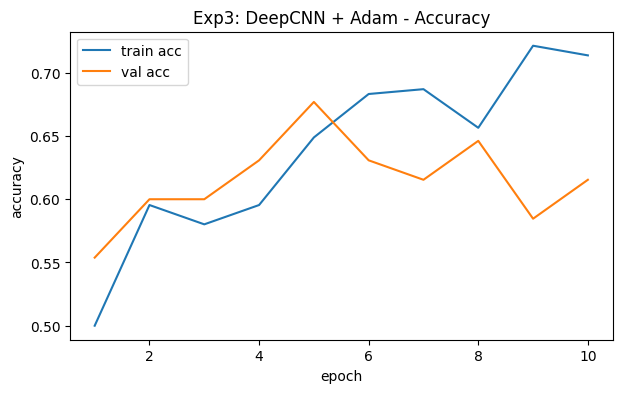 Exp3: DeepCNN + Adam - Accuracy
train acc
val acc
0.70
0.65
0.60
0.55
0.50
accuracy
2 4 6 8 10
epoch